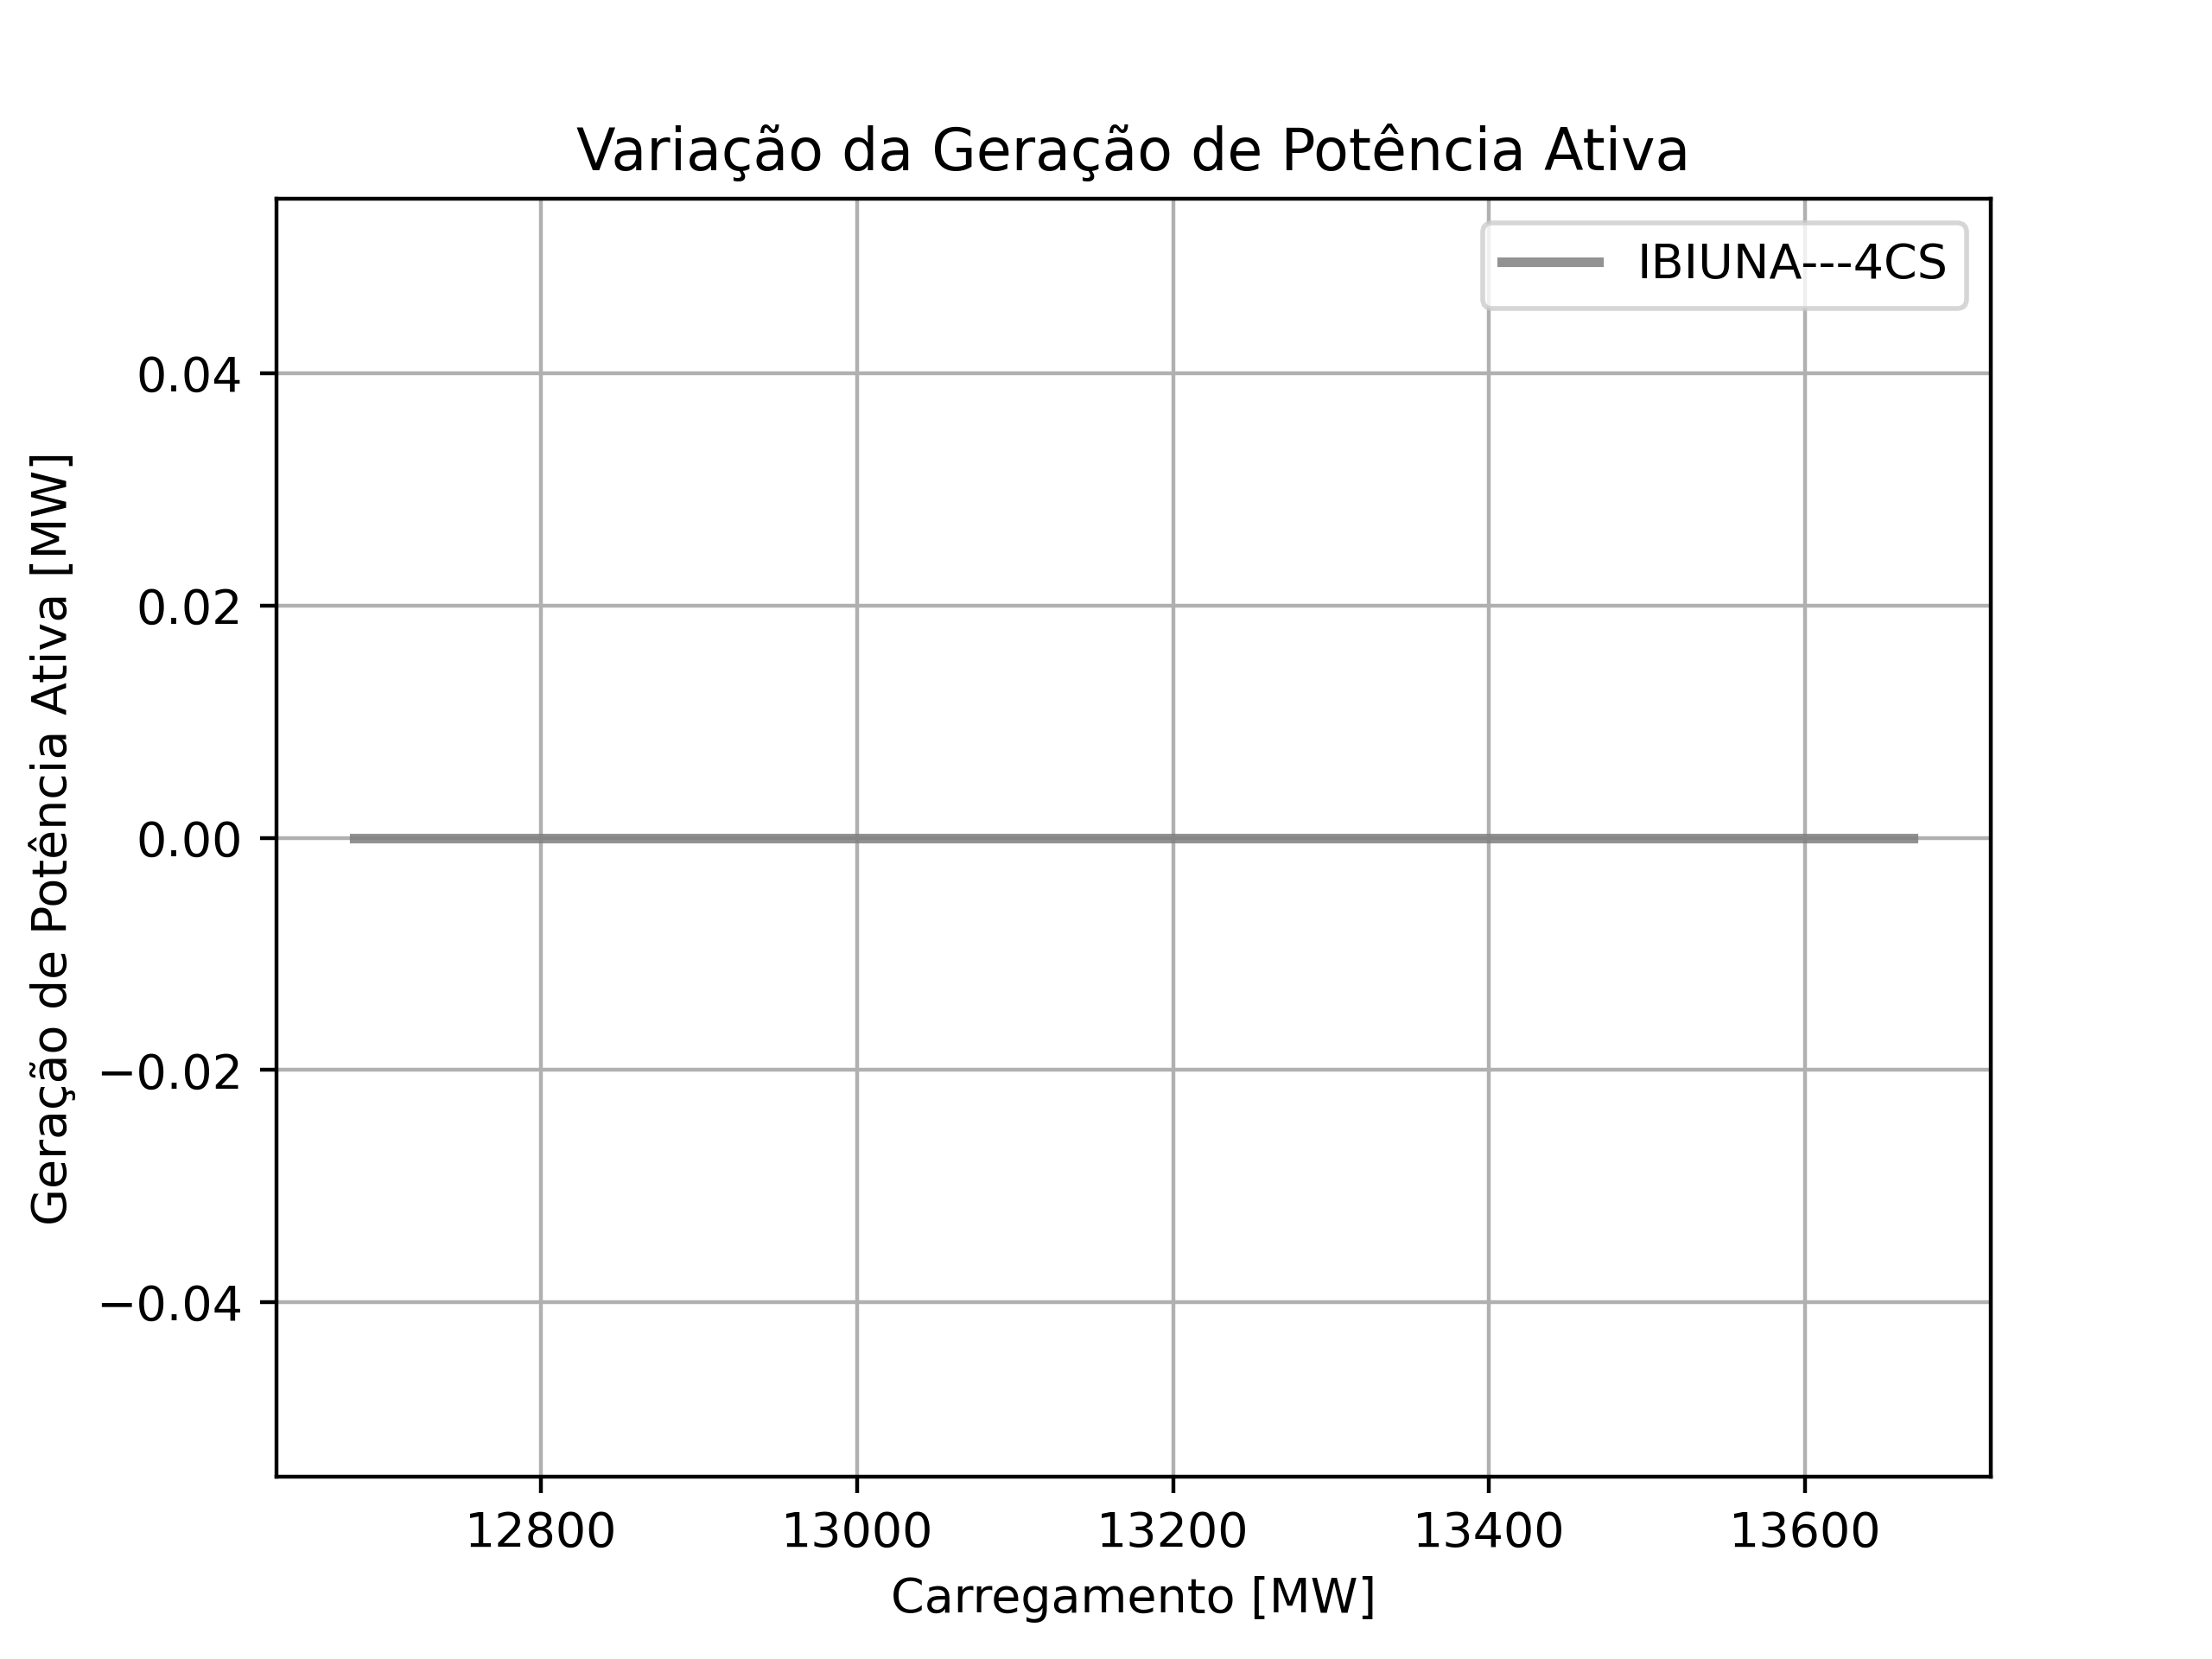 Variação da Geração de Potência Ativa
IBIUNA---4CS
Geração de Potência Ativa [MW]
0.04
0.02
0.00
−0.02
−0.04
12800 13000 13200 13400 13600
Carregamento [MW]